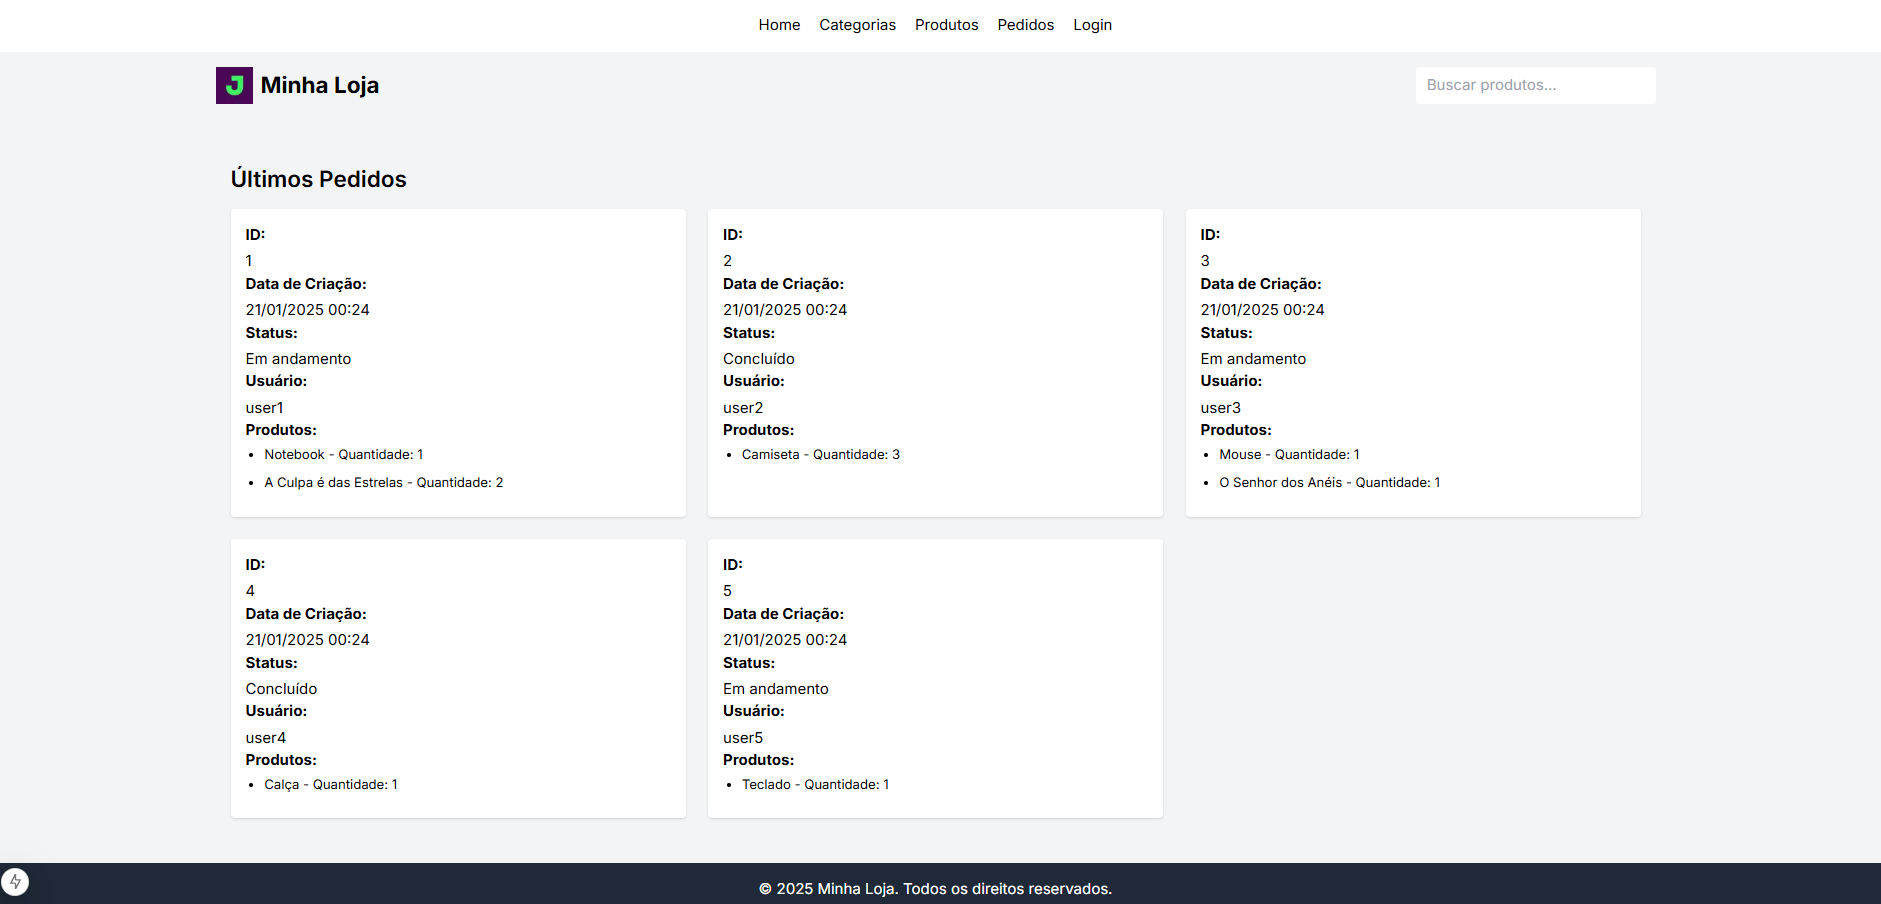 Home Categorias Produtos Pedidos Login
J Minha Loja Buscar produtos...
Últimos Pedidos
ID:
1
Data de Criação:
21/01/2025 00:24
Status:
Em andamento
Usuário:
user1
Produtos:
• Notebook - Quantidade: 1
• A Culpa é das Estrelas - Quantidade: 2
ID:
2
Data de Criação:
21/01/2025 00:24
Status:
Concluído
Usuário:
user2
Produtos:
• Camiseta - Quantidade: 3
ID:
3
Data de Criação:
21/01/2025 00:24
Status:
Em andamento
Usuário:
user3
Produtos:
• Mouse - Quantidade: 1
• O Senhor dos Anéis - Quantidade: 1
ID:
4
Data de Criação:
21/01/2025 00:24
Status:
Concluído
Usuário:
user4
Produtos:
• Calça - Quantidade: 1
ID:
5
Data de Criação:
21/01/2025 00:24
Status:
Em andamento
Usuário:
user5
Produtos:
• Teclado - Quantidade: 1
© 2025 Minha Loja. Todos os direitos reservados.